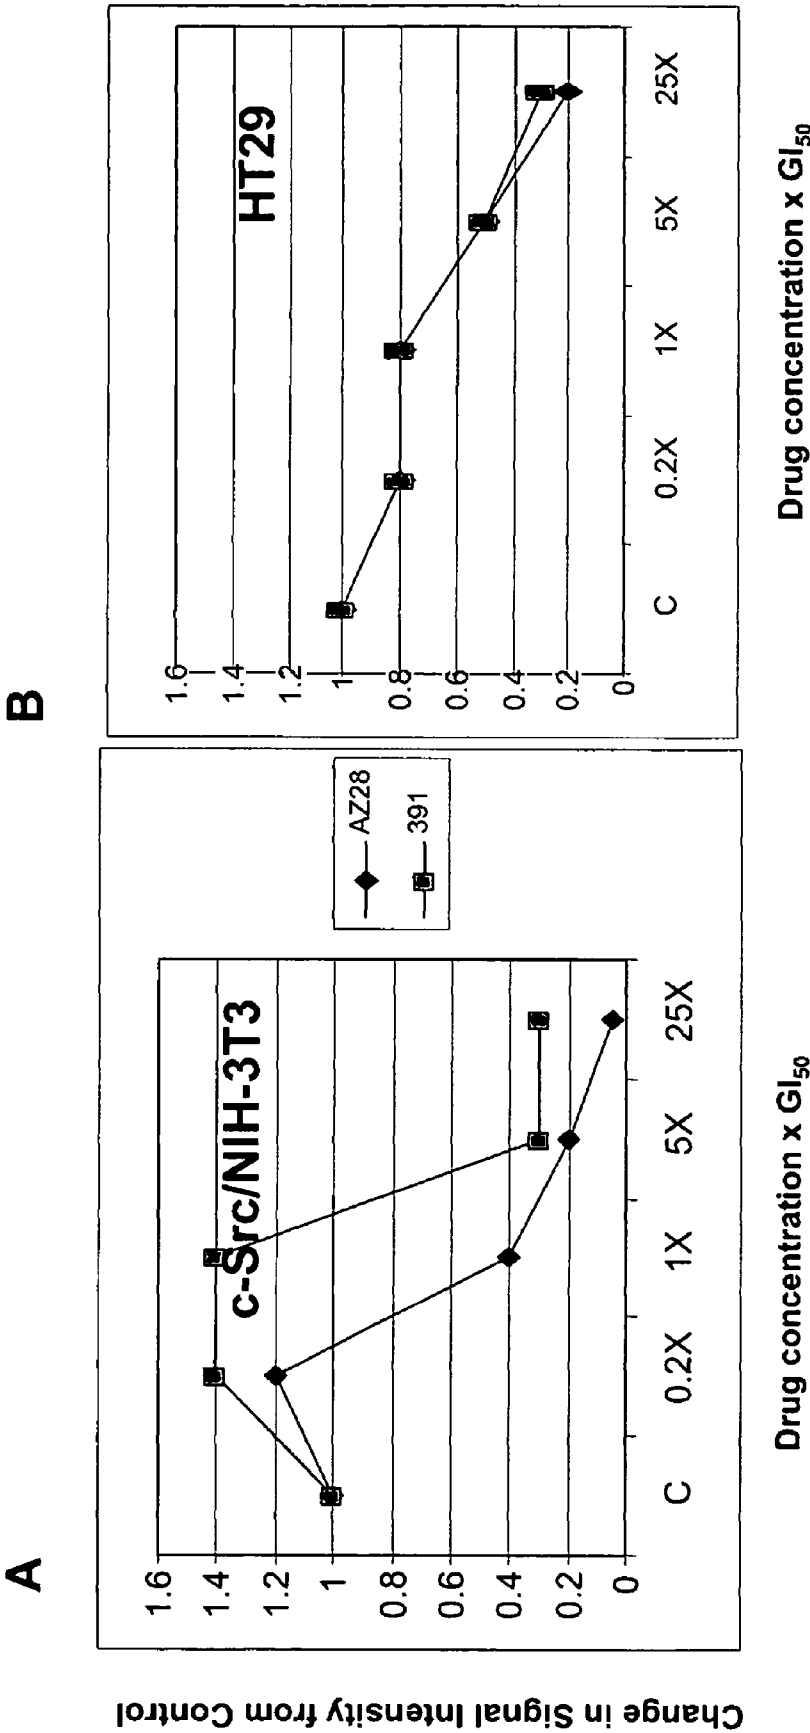 A
Change in Signal Intensity from Control
1.6
1.4
1.2
1
0.8
0.6
0.4
0.2
0
c-Src/NIH-3T3
C
0.2X
1X
5X
25X
Drug concentration x GI50
AZ28
391
B
1.6
1.4
1.2
1
0.8
0.6
0.4
0.2
0
HT29
C
0.2X
1X
5X
25X
Drug concentration x GI50